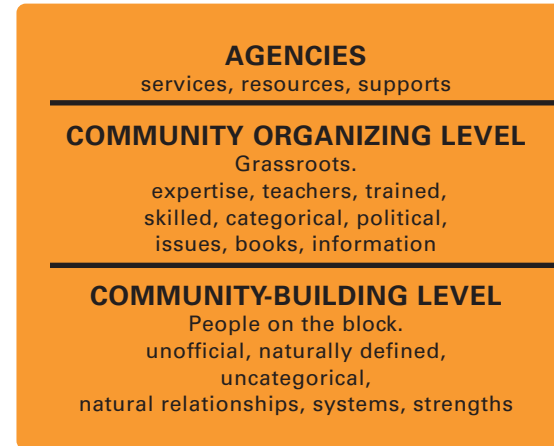 AGENCIES
services, resources, supports
COMMUNITY ORGANIZING LEVEL
Grassroots.
expertise, teachers, trained,
skilled, categorical, political,
issues, books, information
COMMUNITY-BUILDING LEVEL
People on the block.
unofficial, naturally defined,
uncategorical,
natural relationships, systems, strengths